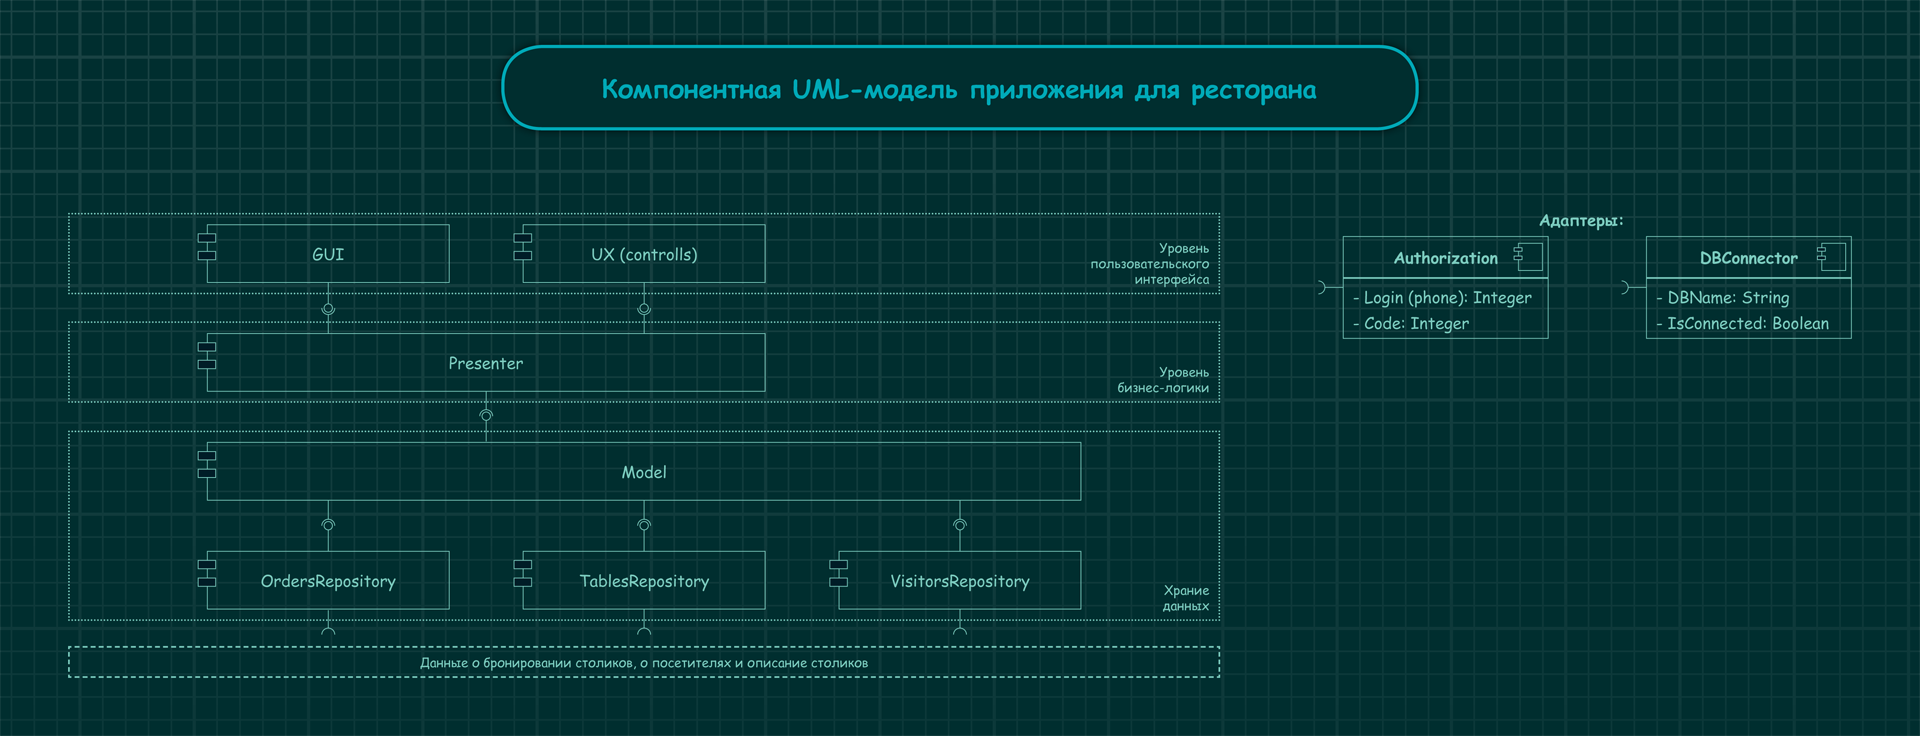 Компонентная UML-модель приложения для ресторана
GUI
UX (controlls)
Уровень
пользовательского
интерфейса
Presenter
Уровень
бизнес-логики
Model
OrdersRepository
TablesRepository
VisitorsRepository
Храние
данных
Данные о бронировании столиков, о посетителях и описание столиков
Адаптеры:
Authorization
- Login (phone): Integer
- Code: Integer
DBConnector
- DBName: String
- IsConnected: Boolean